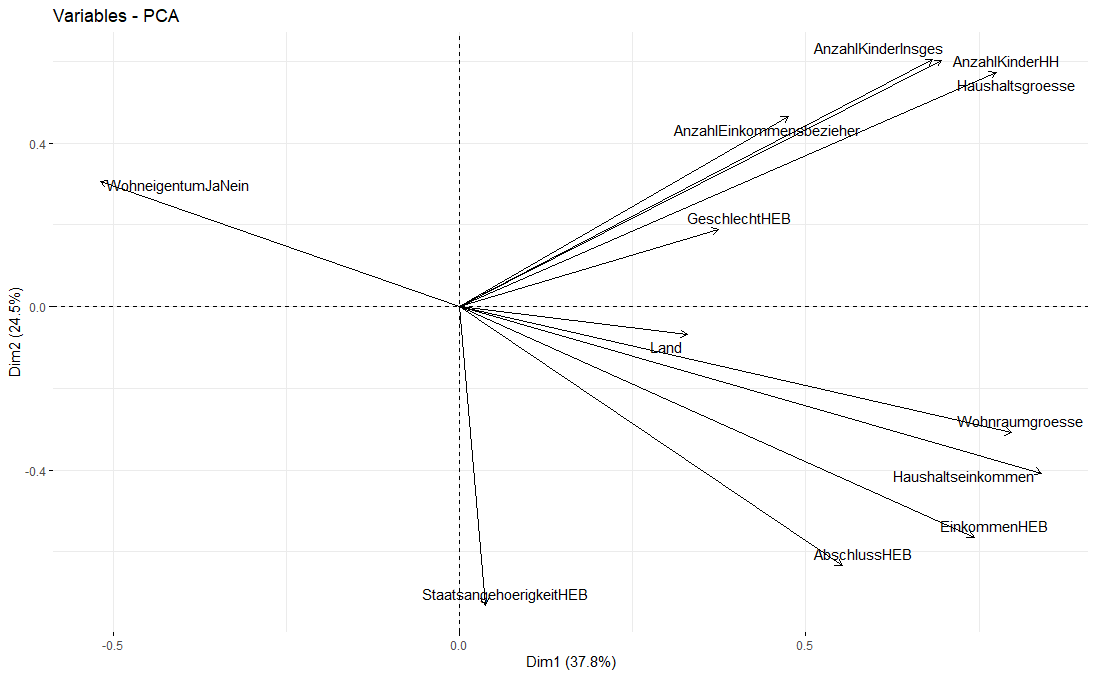 Variables - PCA
AnzahlKinderInsges
AnzahlKinderHH
Haushaltsgroesse
AnzahlEinkommensbezieher
0.4
WohneigentumJaNein
GeschlechtHEB
0.0
Land
Wohnraumgroesse
-0.4
Haushaltseinkommen
EinkommenHEB
AbschlussHEB
StaatsangehoerigkeitHEB
Dim2 (24.5%)
-0.5
0.0
0.5
Dim1 (37.8%)